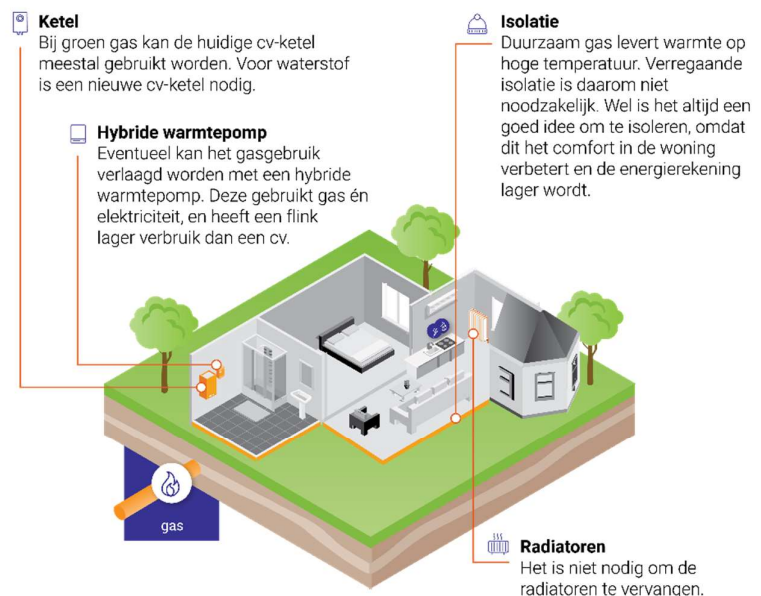 Ketel
Bij groen gas kan de huidige cv-ketel
meestal gebruikt worden. Voor waterstof
is een nieuwe cv-ketel nodig.
Hybride warmtepomp
Eventueel kan het gasgebruik
verlaagd worden met een hybride
warmtepomp. Deze gebruikt gas én
elektriciteit, en heeft een flink
lager verbruik dan een cv.
Isolatie
Duurzaam gas levert warmte op
hoge temperatuur. Verregaande
isolatie is daarom niet
noodzakelijk. Wel is het altijd een
goed idee om te isoleren, omdat
dit het comfort in de woning
verbetert en de energierekening
lager wordt.
gas
Radiatoren
Het is niet nodig om de
radiatoren te vervangen.